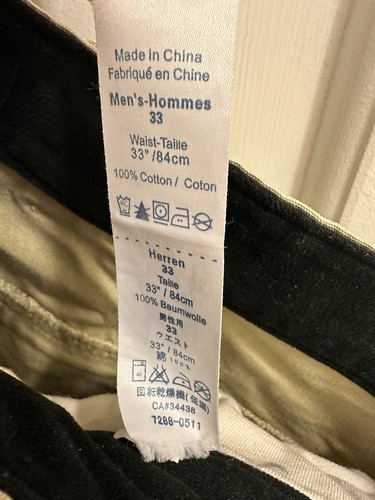 Made in China
Fabriqué en Chine
Men's-Hommes
33
Waist-Taille
33" /84cm
100% Cotton / Coton
Herren
33
Taille
33" / 84cm
100% Baumwolle
男性用
33
ウエスト
33" / 84cm
綿 100%
40
回転乾燥機(低温)
CA#34438
7288-0511